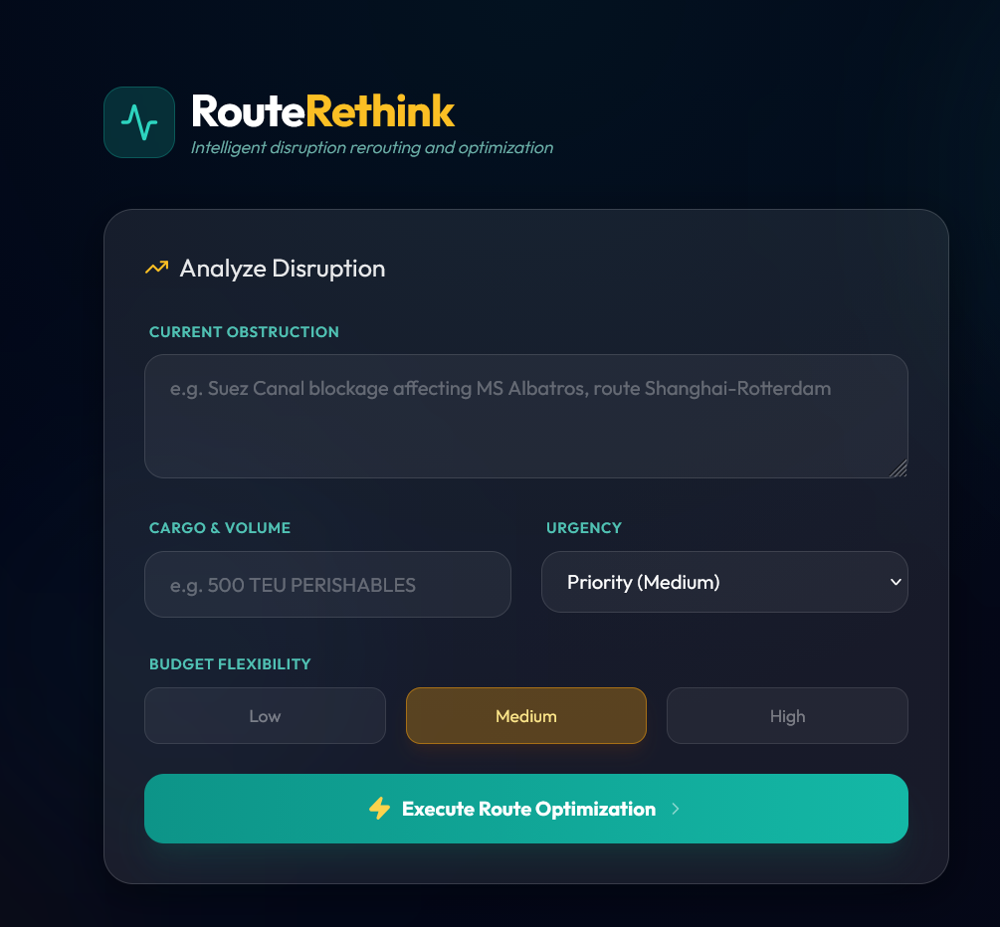 RouteRethink
Intelligent disruption rerouting and optimization
Analyze Disruption
CURRENT OBSTRUCTION
e.g. Suez Canal blockage affecting MS Albatros, route Shanghai-Rotterdam
CARGO & VOLUME
URGENCY
e.g. 500 TEU PERISHABLES
Priority (Medium)
BUDGET FLEXIBILITY
Low
Medium
High
Execute Route Optimization